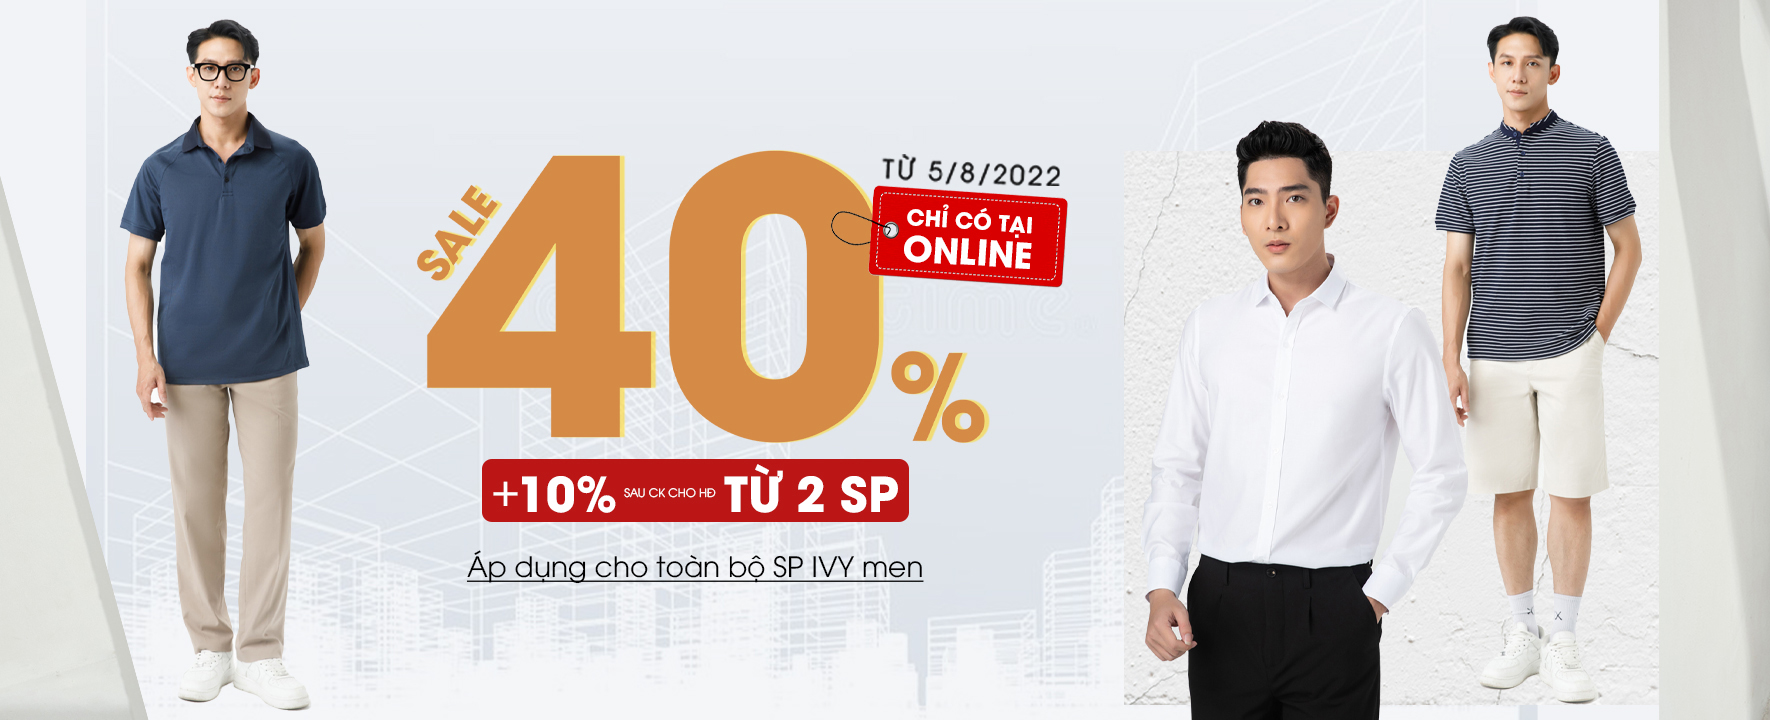 SALE
40%
TỪ 5/8/2022
CHỈ CÓ TẠI
ONLINE
+10% SAU CK CHO HĐ TỪ 2 SP
Áp dụng cho toàn bộ SP IVY men